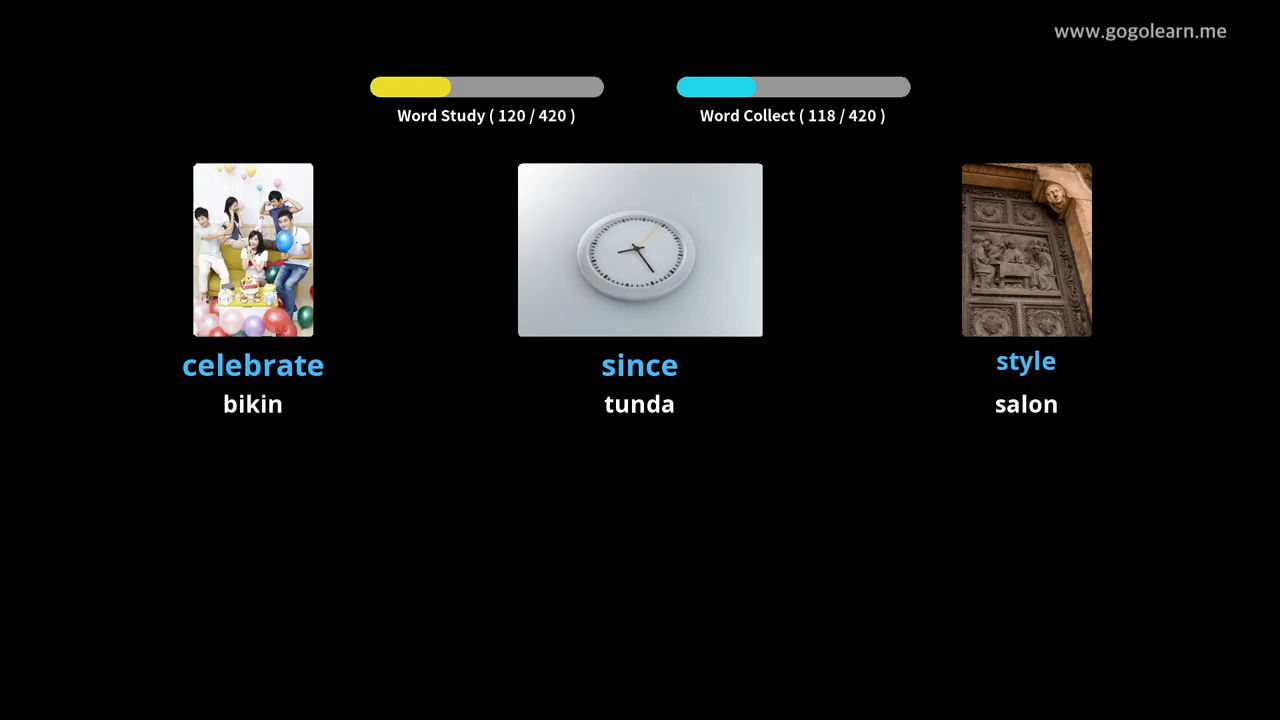 www.gogolearn.me
Word Study ( 120 / 420 )
Word Collect ( 118 / 420 )
celebrate
since
style
bikin
tunda
salon